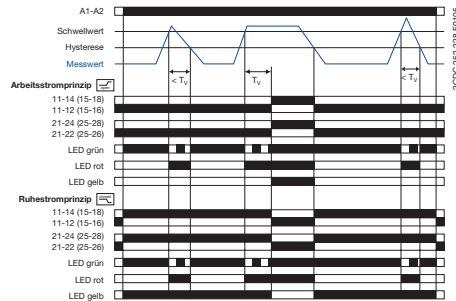 A1-A2
Schwellwert
Hysterese
Messwert
< TV
TV
< TV
Arbeitsstromprinzip
open
11-14 (15-18)
11-12 (15-16)
21-24 (25-28)
21-22 (25-26)
LED grün
LED rot
LED gelb
Ruhestromprinzip
closed
11-14 (15-18)
11-12 (15-16)
21-24 (25-28)
21-22 (25-26)
LED grün
LED rot
LED gelb